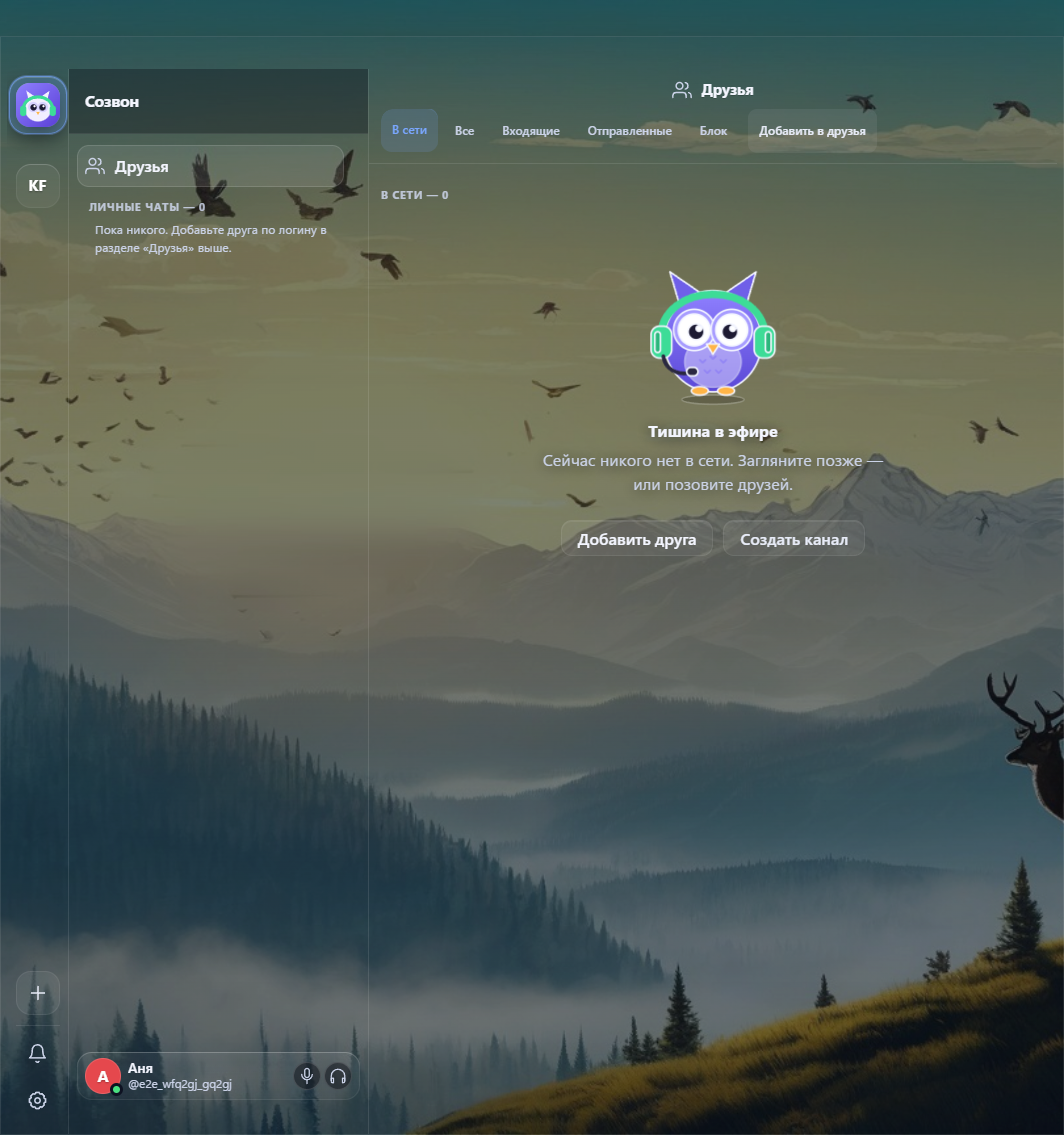 Созвон
KF
Друзья
ЛИЧНЫЕ ЧАТЫ — 0
Пока никого. Добавьте друга по логину в
разделе «Друзья» выше.
Друзья
В сети
Все
Входящие
Отправленные
Блок
Добавить в друзья
В СЕТИ — 0
Тишина в эфире
Сейчас никого нет в сети. Загляните позже —
или позовите друзей.
Добавить друга
Создать канал
А
Аня
@e2e_wfq2gj_gq2gj